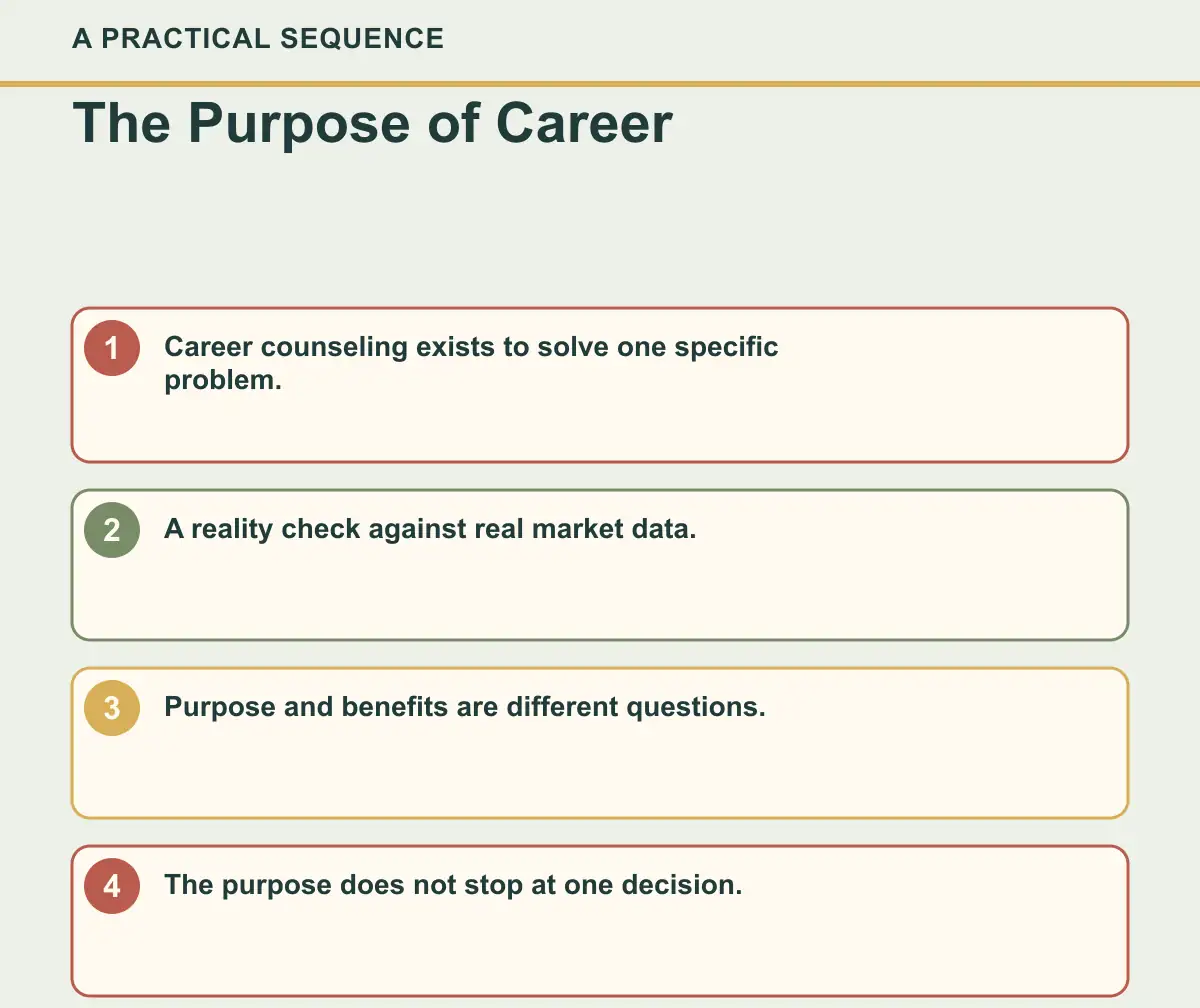 A PRACTICAL SEQUENCE
The Purpose of Career
1
Career counseling exists to solve one specific
problem.
2
A reality check against real market data.
3
Purpose and benefits are different questions.
4
The purpose does not stop at one decision.